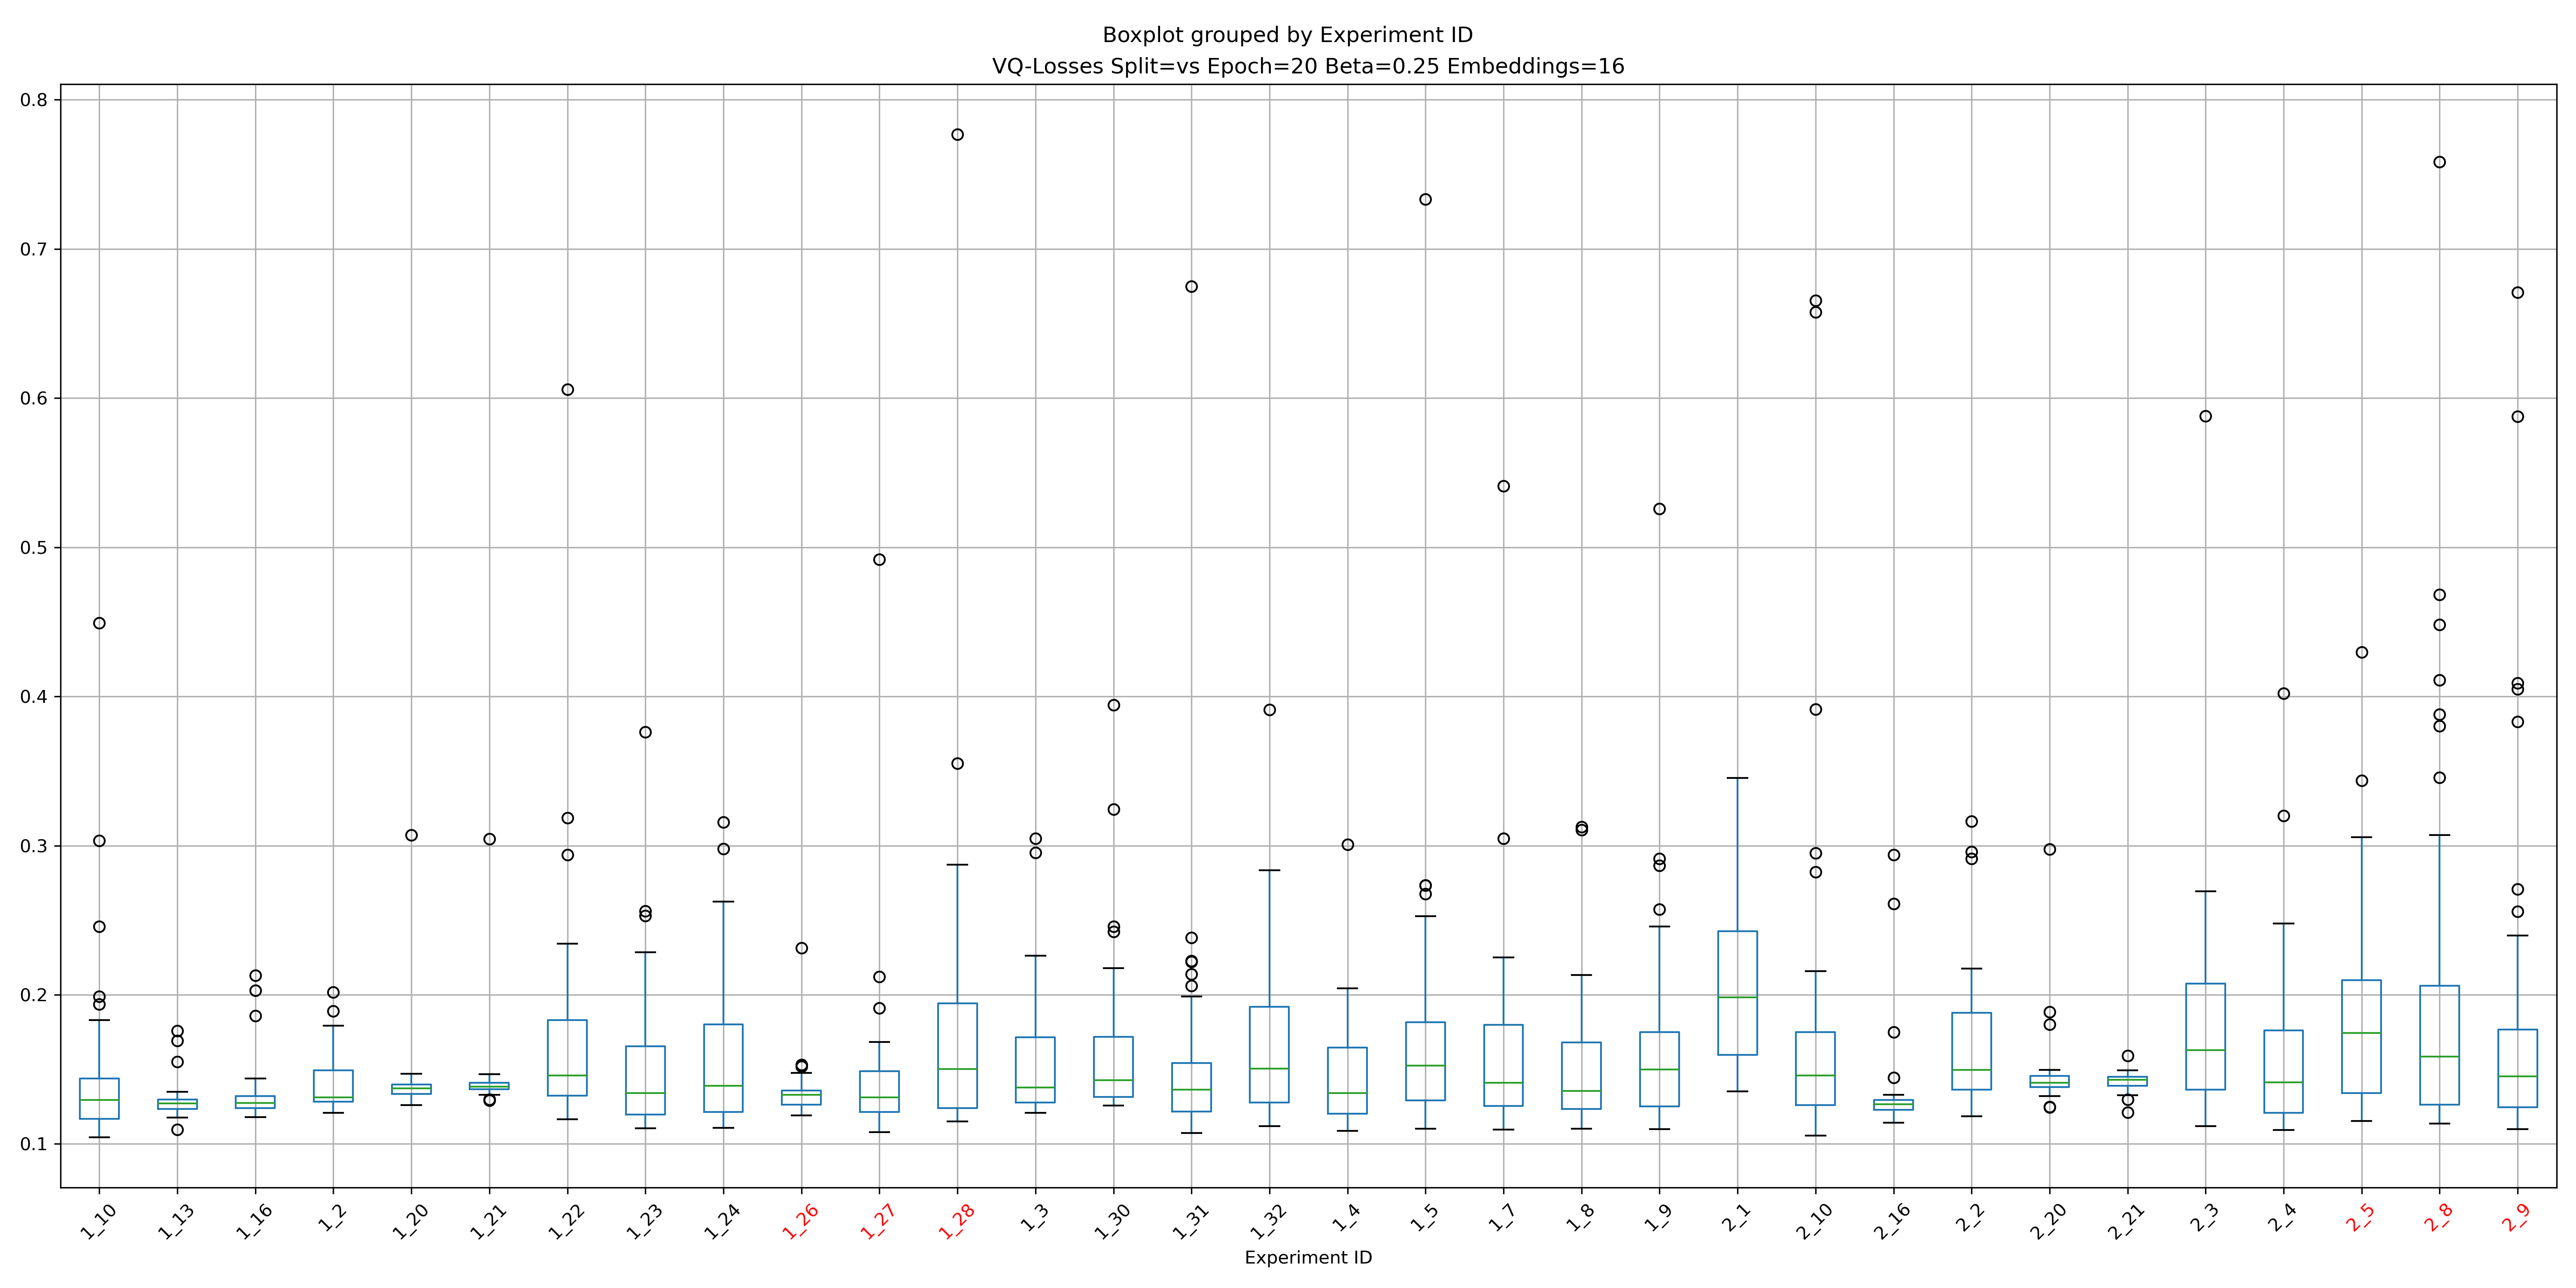 Boxplot grouped by Experiment ID
VQ-Losses Split=vs Epoch=20 Beta=0.25 Embeddings=16
0.8
0.7
0.6
0.5
0.4
0.3
0.2
0.1
1_10 1_13 1_16 1_2 1_20 1_21 1_22 1_23 1_24 1_26 1_27 1_28 1_3 1_30 1_31 1_32 1_4 1_5 1_7 1_8 1_9 2_1 2_10 2_16 2_2 2_20 2_21 2_3 2_4 2_5 2_8 2_9
Experiment ID